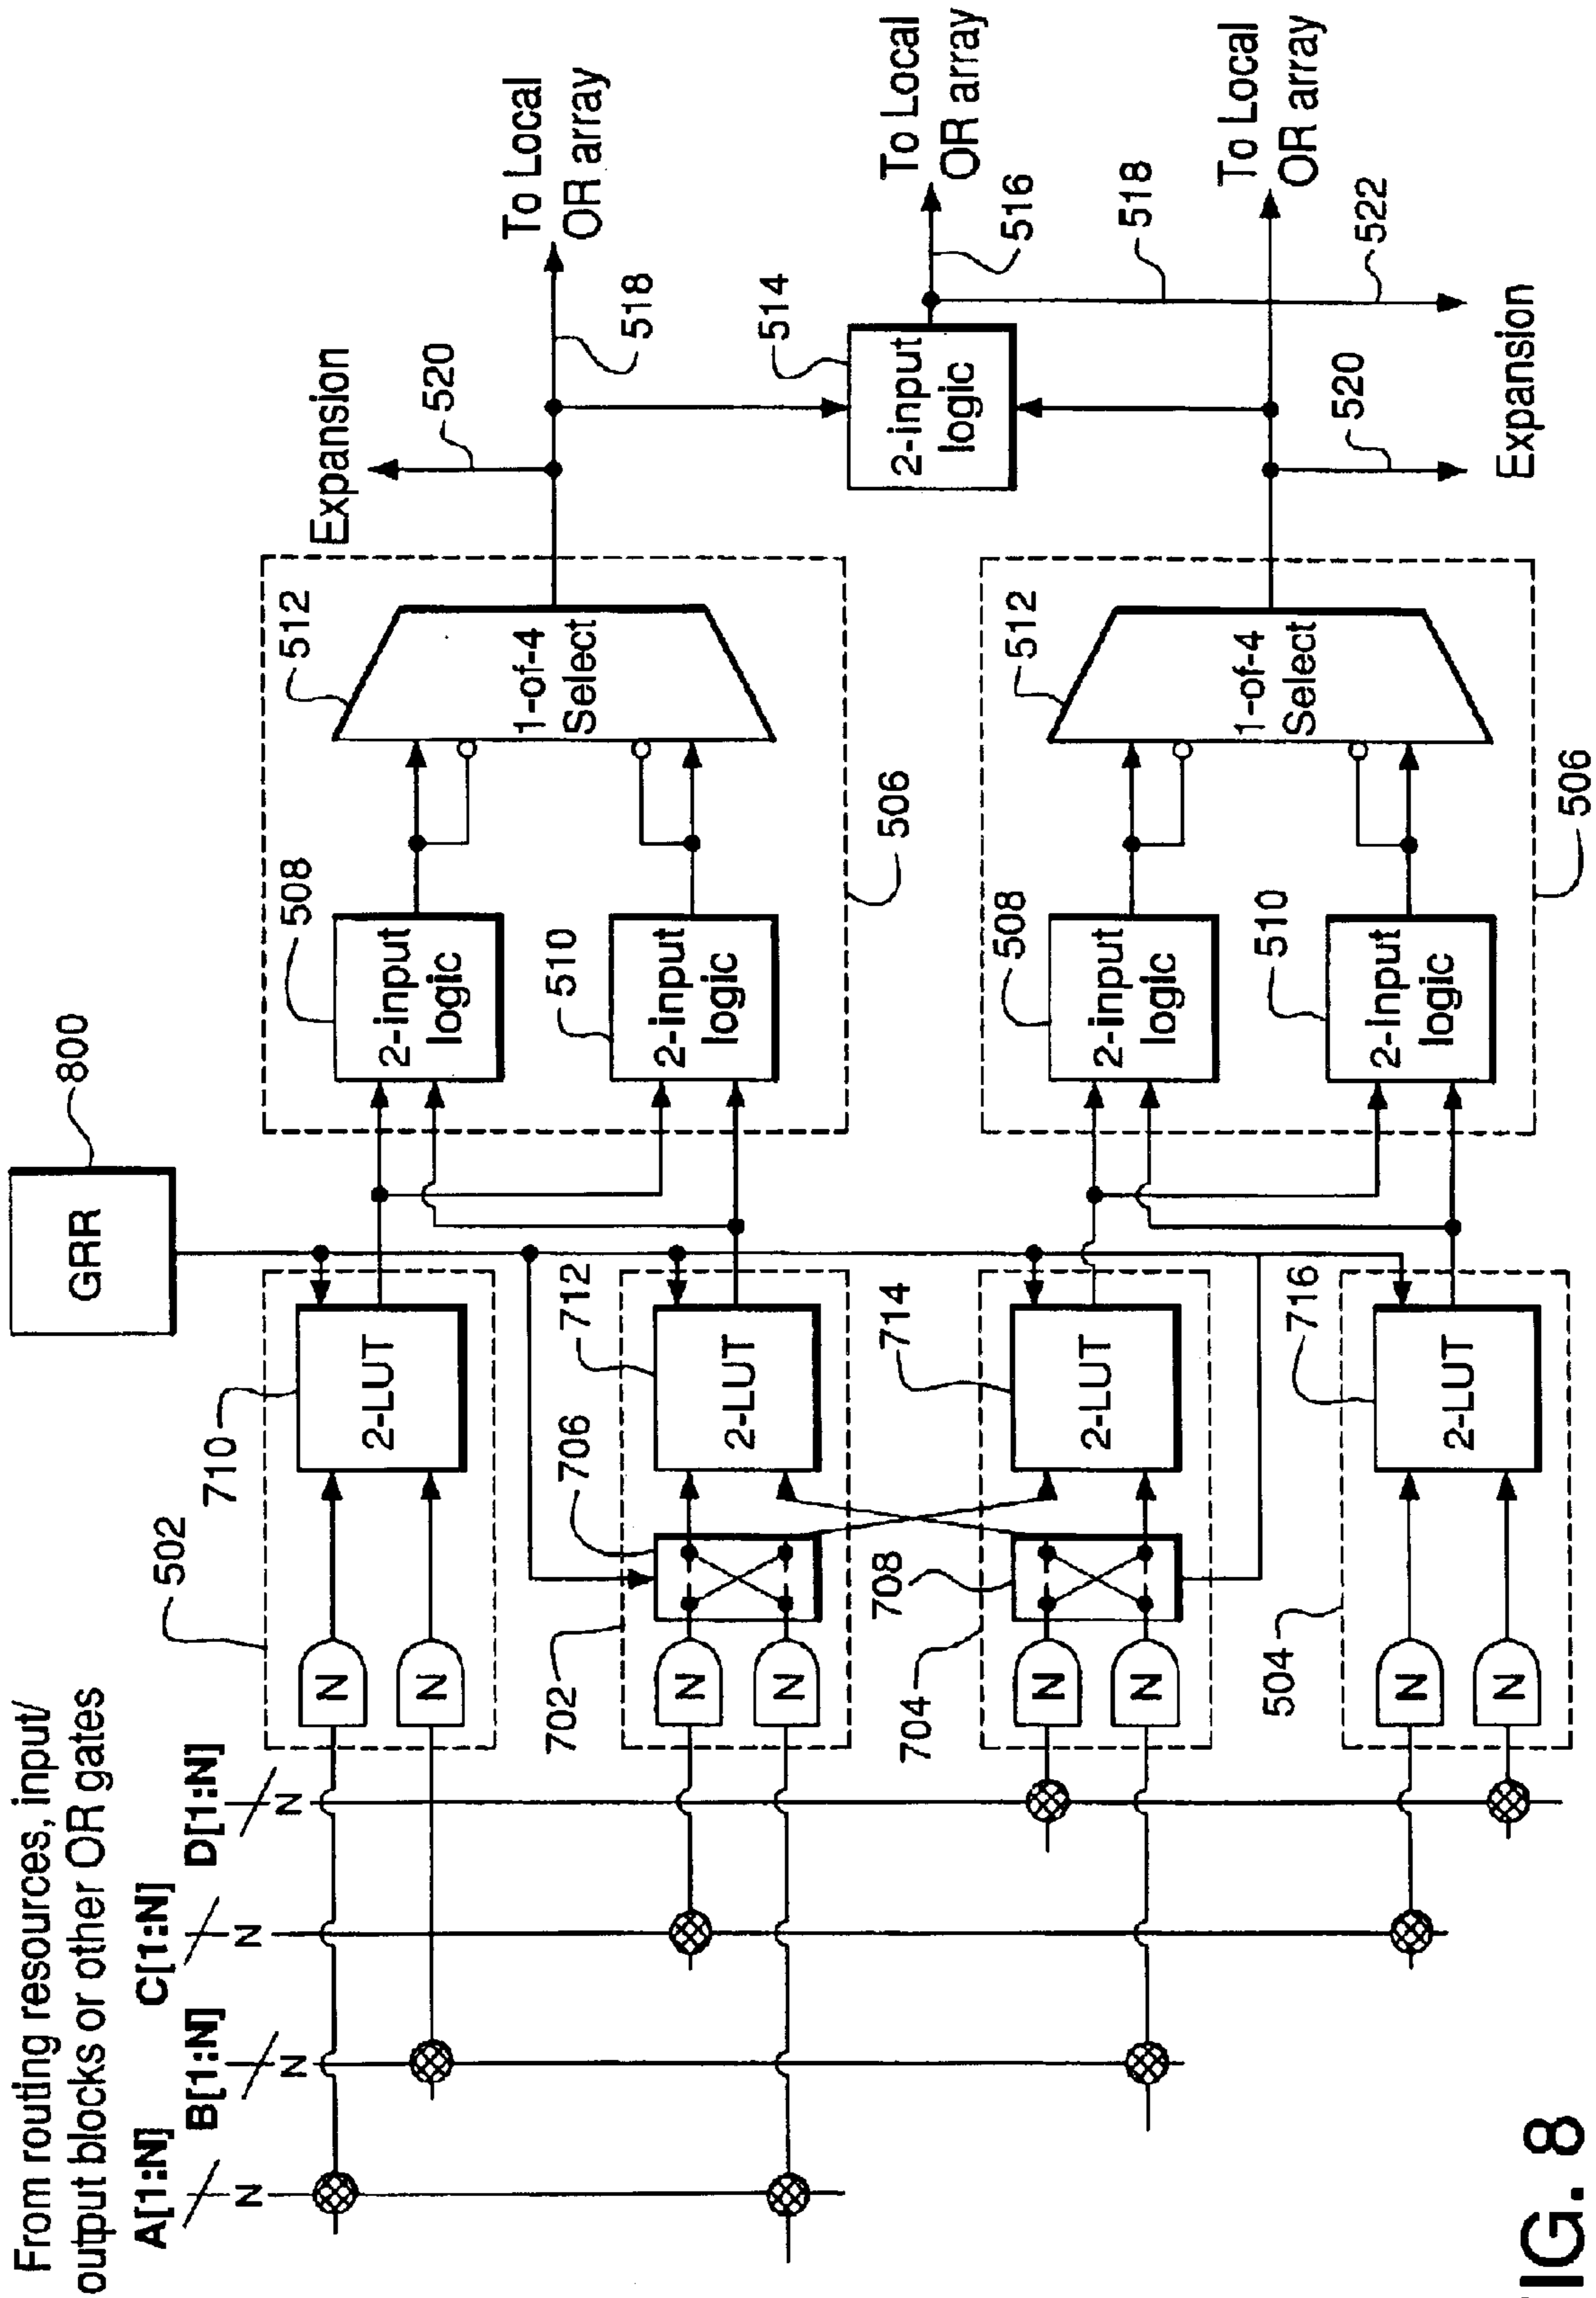 From routing resources, input/
output blocks or other OR gates
A[1:N]
B[1:N]
C[1:N]
D[1:N]
N
N
N
N
502
710
N
N
2-LUT
GRR
800
702
706
712
N
N
2-LUT
704
708
714
N
N
2-LUT
504
716
N
N
2-LUT
508
2-input
logic
510
2-input
logic
512
1-of-4
Select
506
508
2-input
logic
510
2-input
logic
512
1-of-4
Select
506
Expansion
520
518
To Local
OR array
514
2-input
logic
516
To Local
OR array
518
522
To Local
OR array
520
Expansion
IG. 8